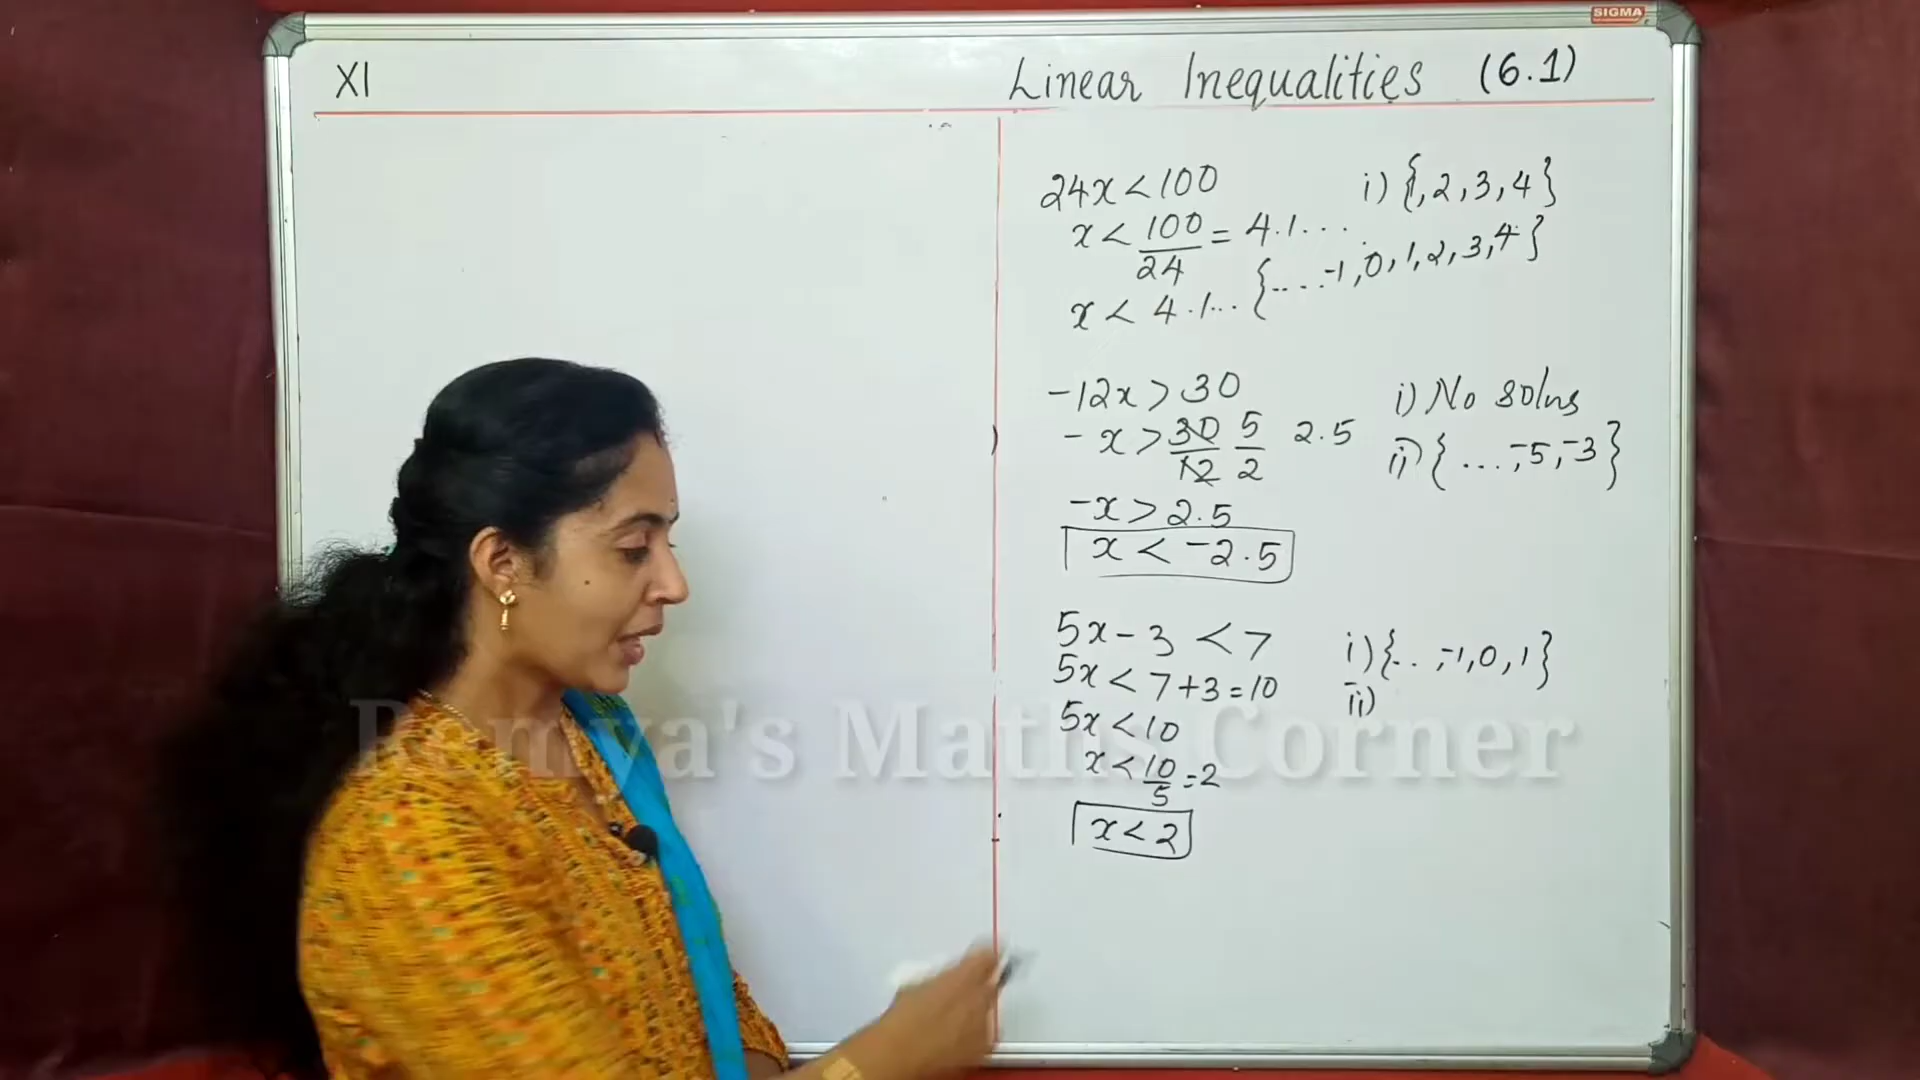 SIGMA
XI
Linear Inequalities (6.1)
24x < 100
x < 100/24 = 4.1...
x < 4.1...
i) {1, 2, 3, 4}
{.... -1, 0, 1, 2, 3, 4}
-12x > 30
-x > 30/12 5/2 2.5
-x > 2.5
x < -2.5
i) No solns
ii) {..., -5, -3}
5x - 3 < 7
5x < 7+3 = 10
5x < 10
x < 10/5 = 2
x < 2
i) {..., -1, 0, 1}
ii)
Remya's Maths Corner